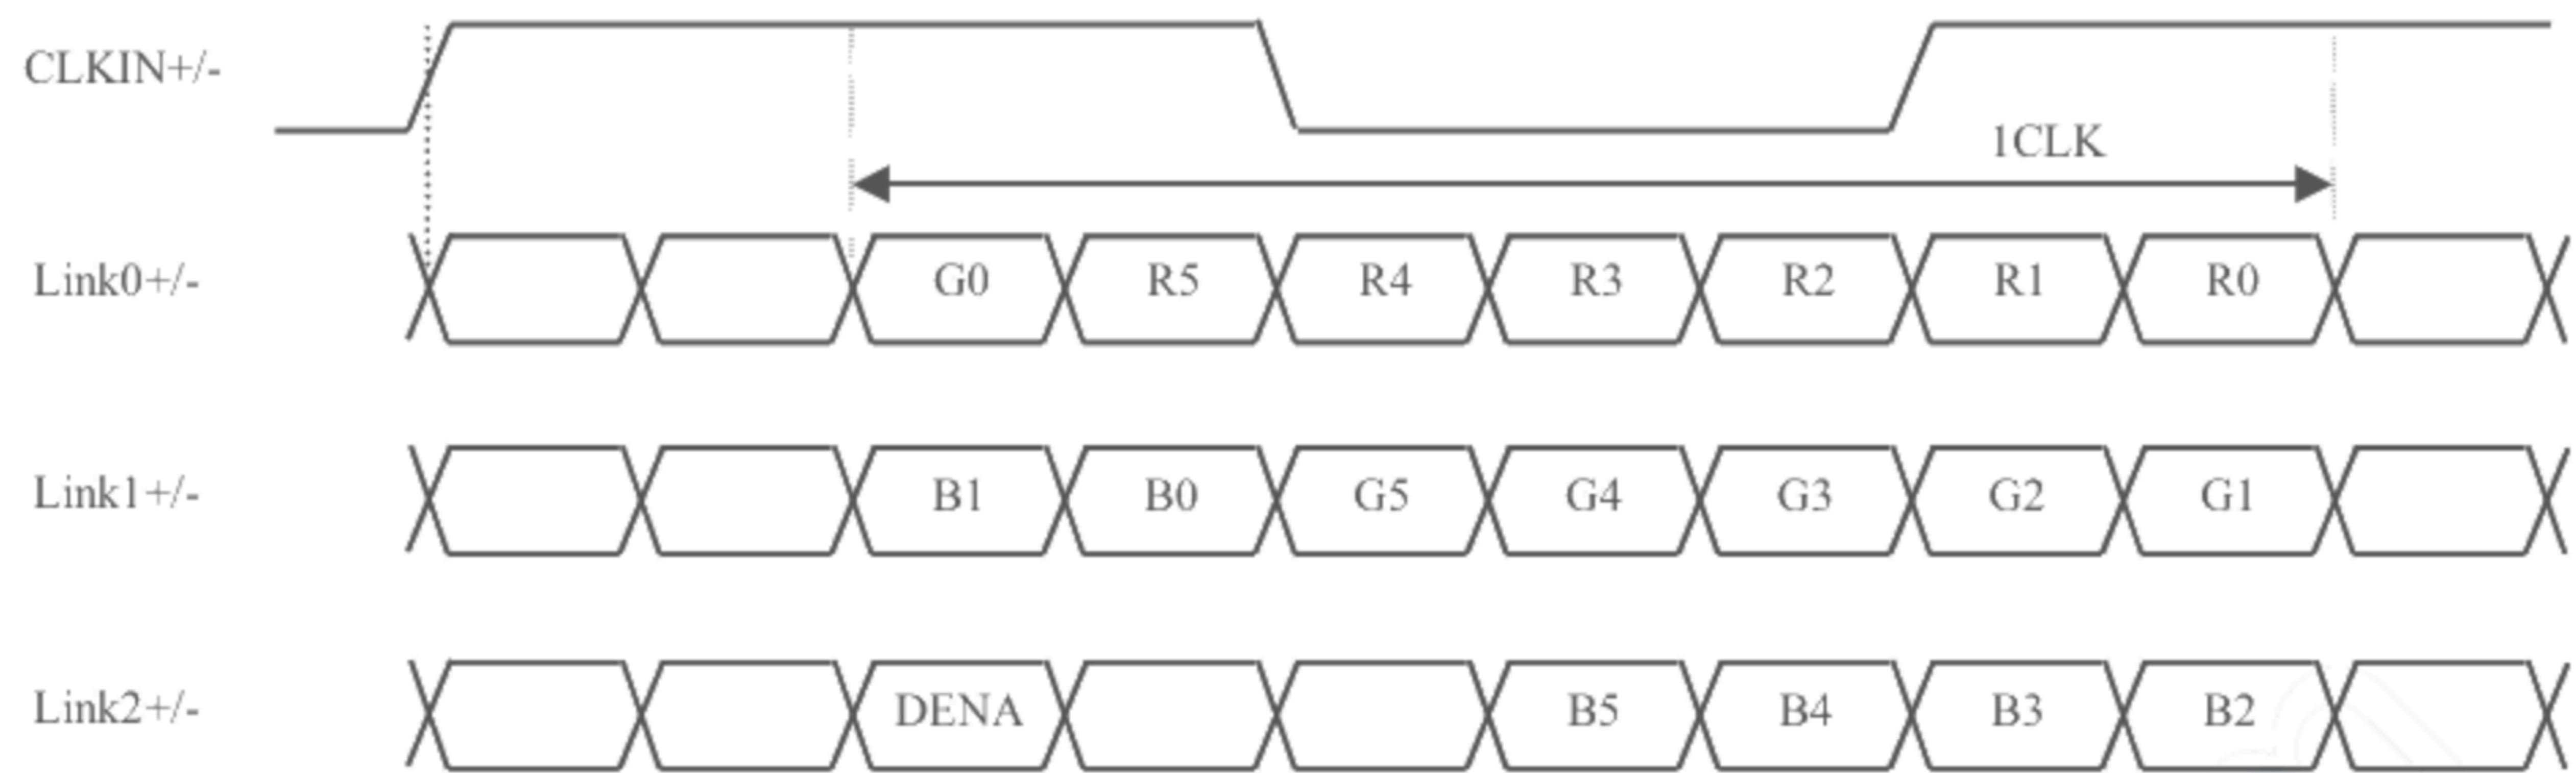 CLKIN+/-
1CLK
Link0+/- G0 R5 R4 R3 R2 R1 R0
Link1+/- B1 B0 G5 G4 G3 G2 G1
Link2+/- DENA B5 B4 B3 B2